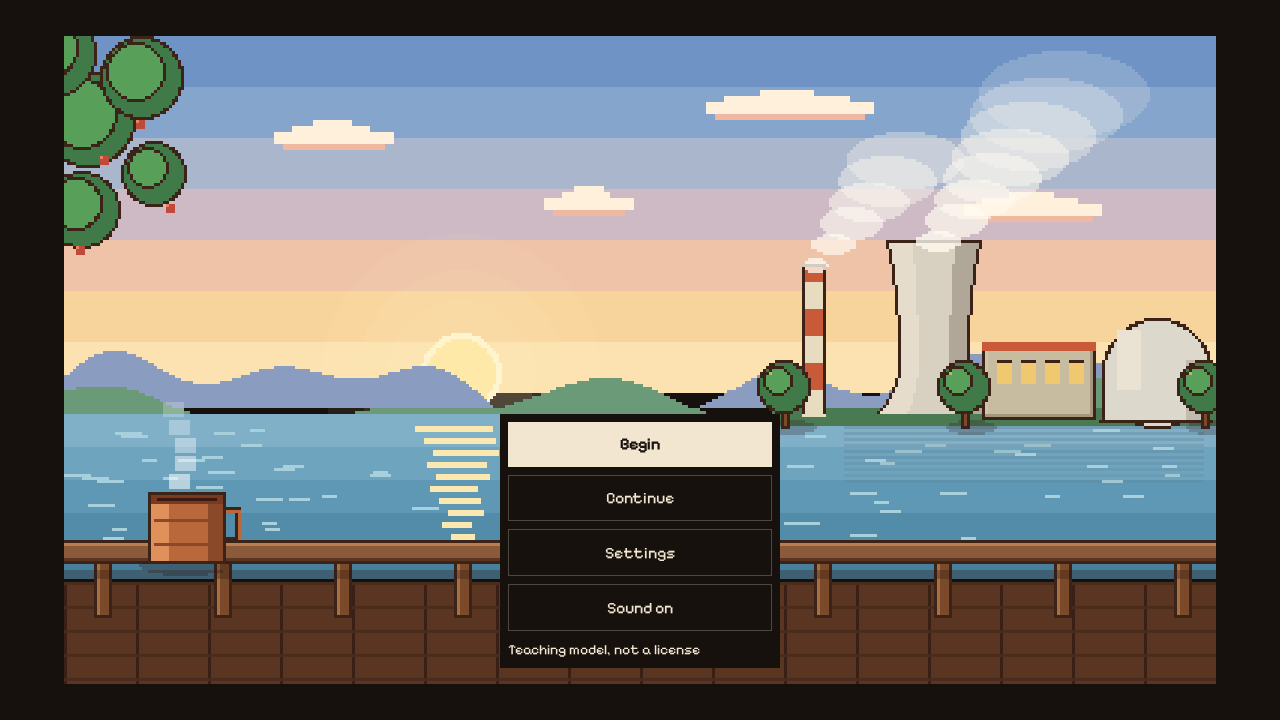 Begin
Continue
Settings
Sound on
Teaching model, not a license